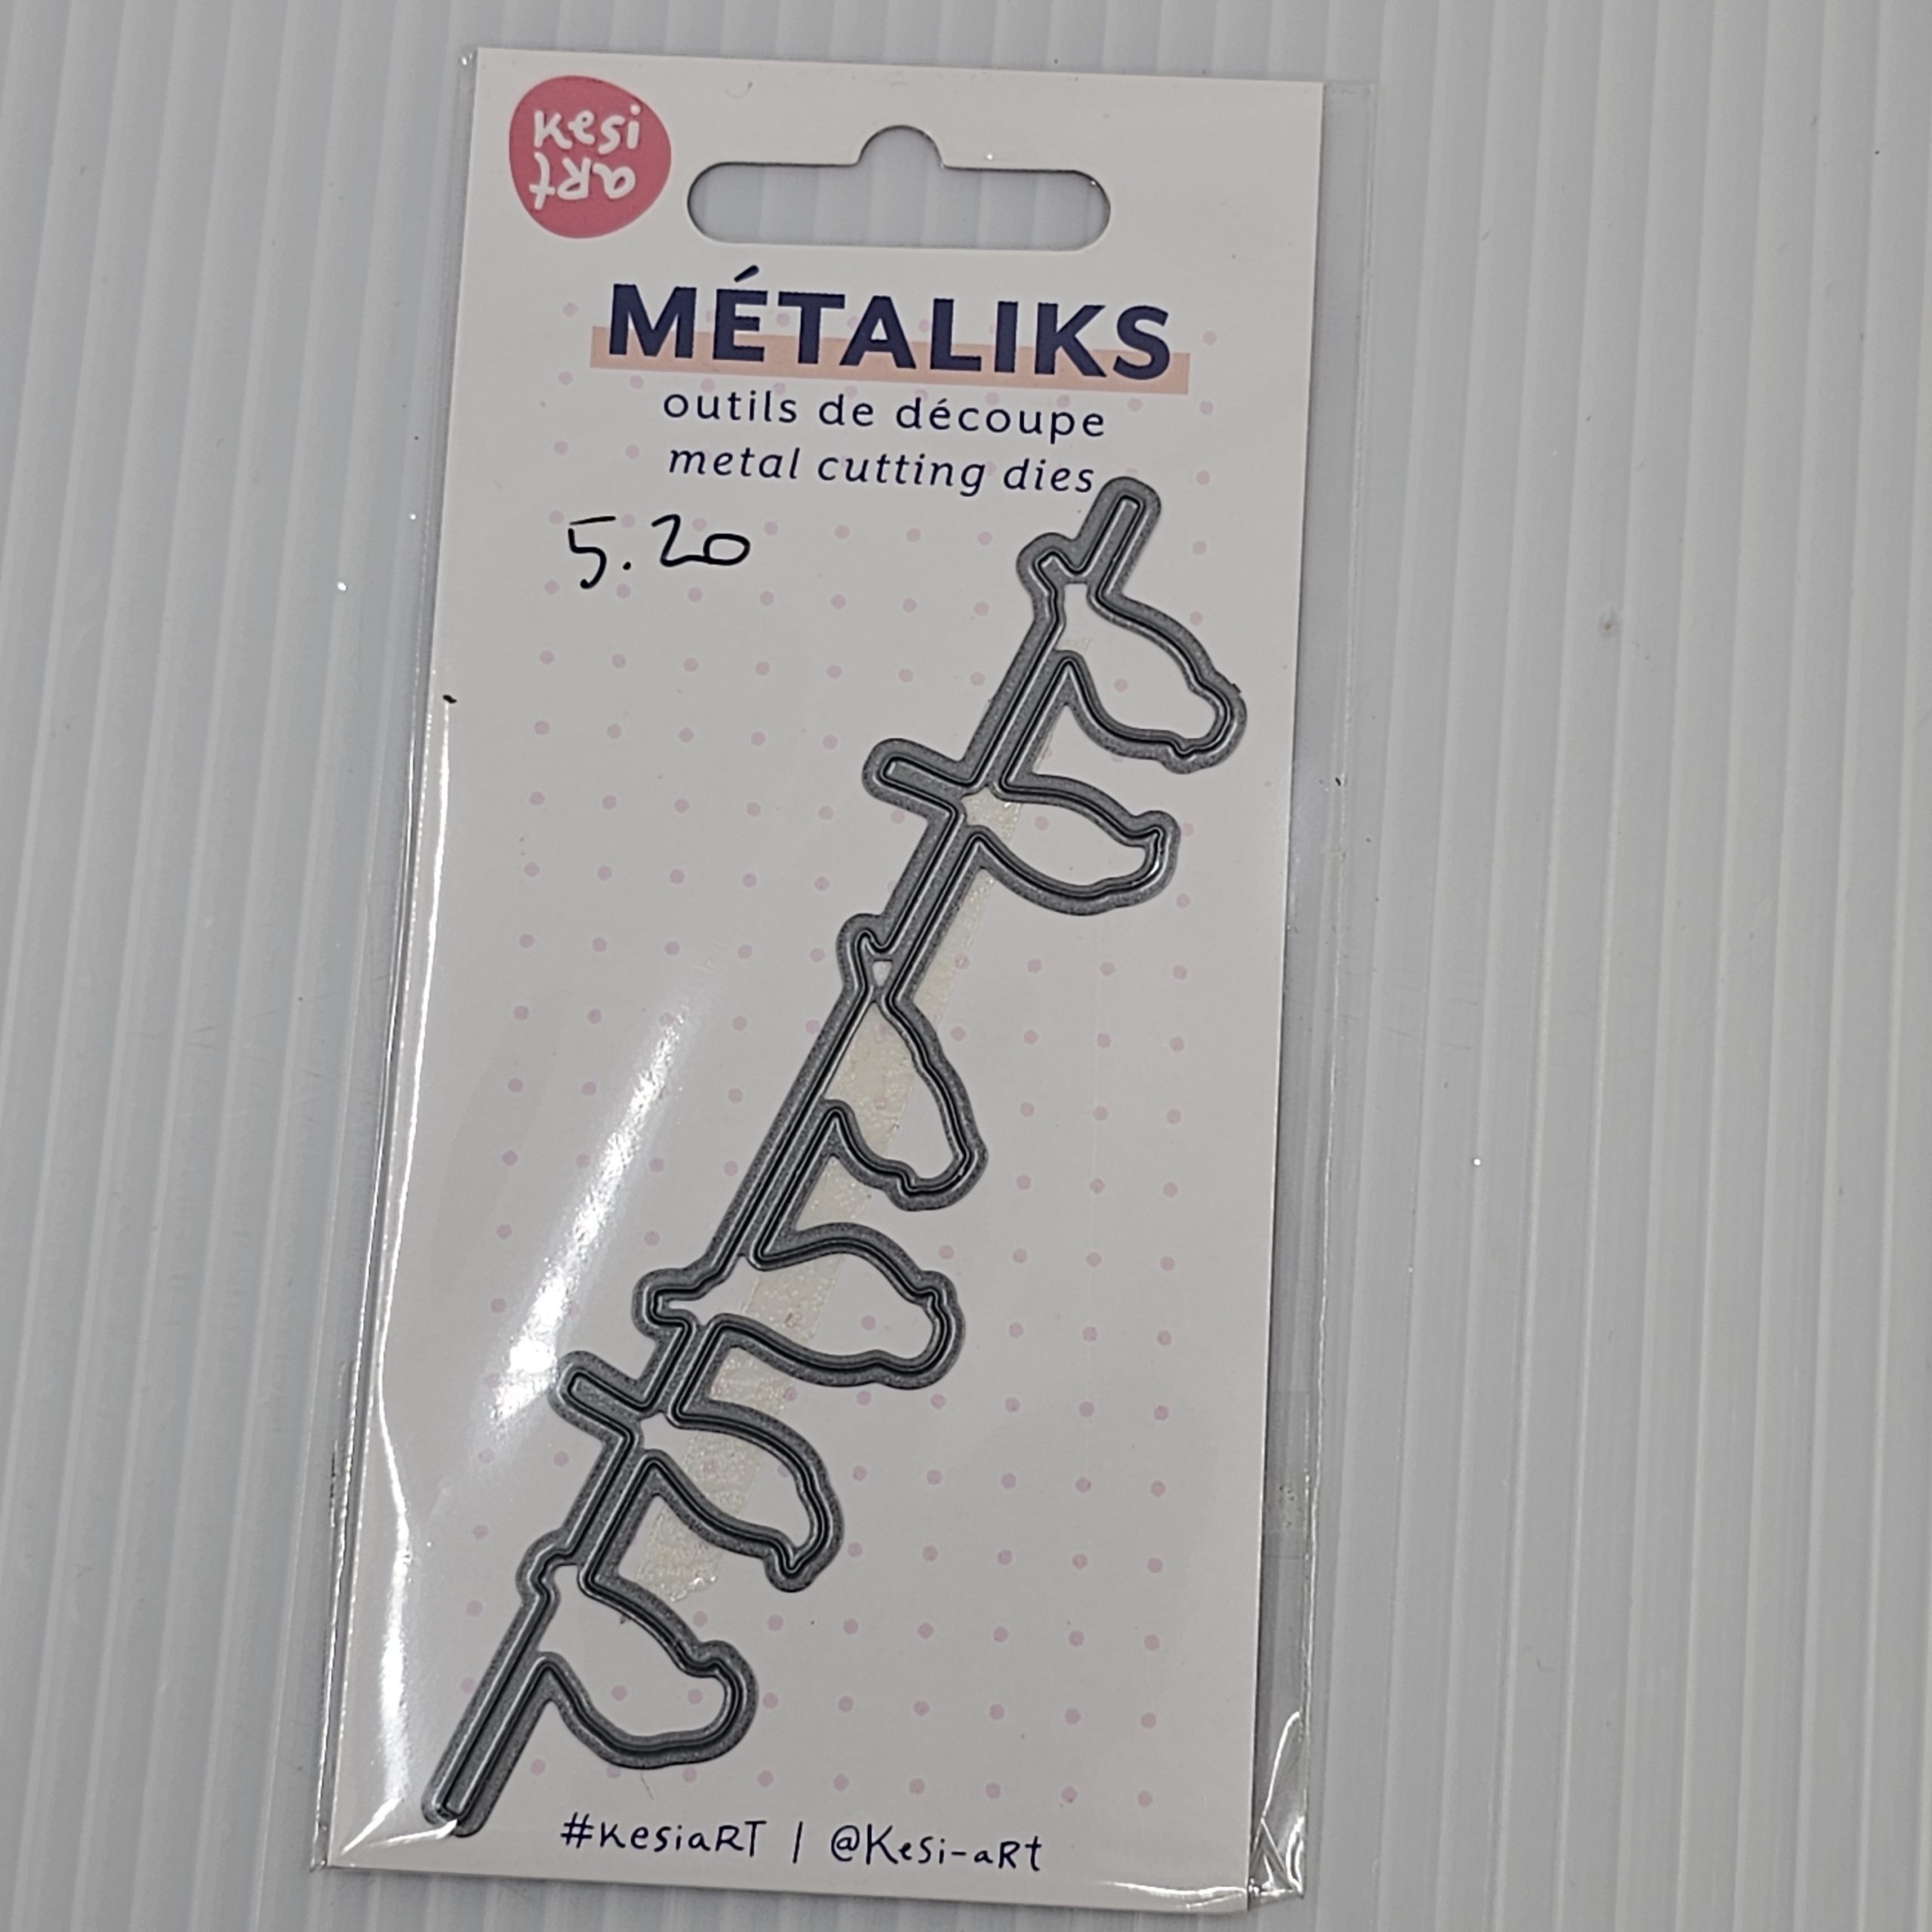 Kesi
aRt
MÉTALIKS
outils de découpe
metal cutting dies
5.20
#KesiaRT | @Kesi-aRt